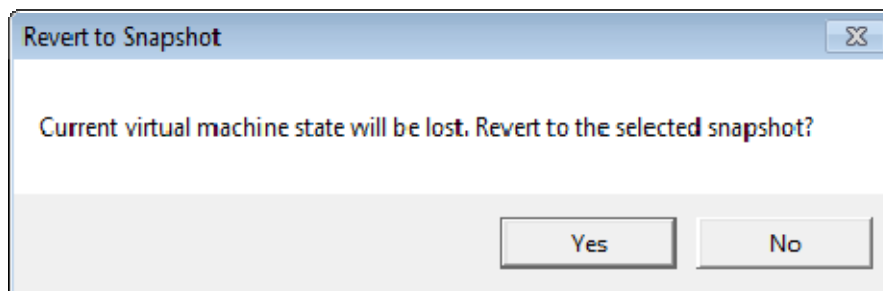 Revert to Snapshot
Current virtual machine state will be lost. Revert to the selected snapshot?
Yes No